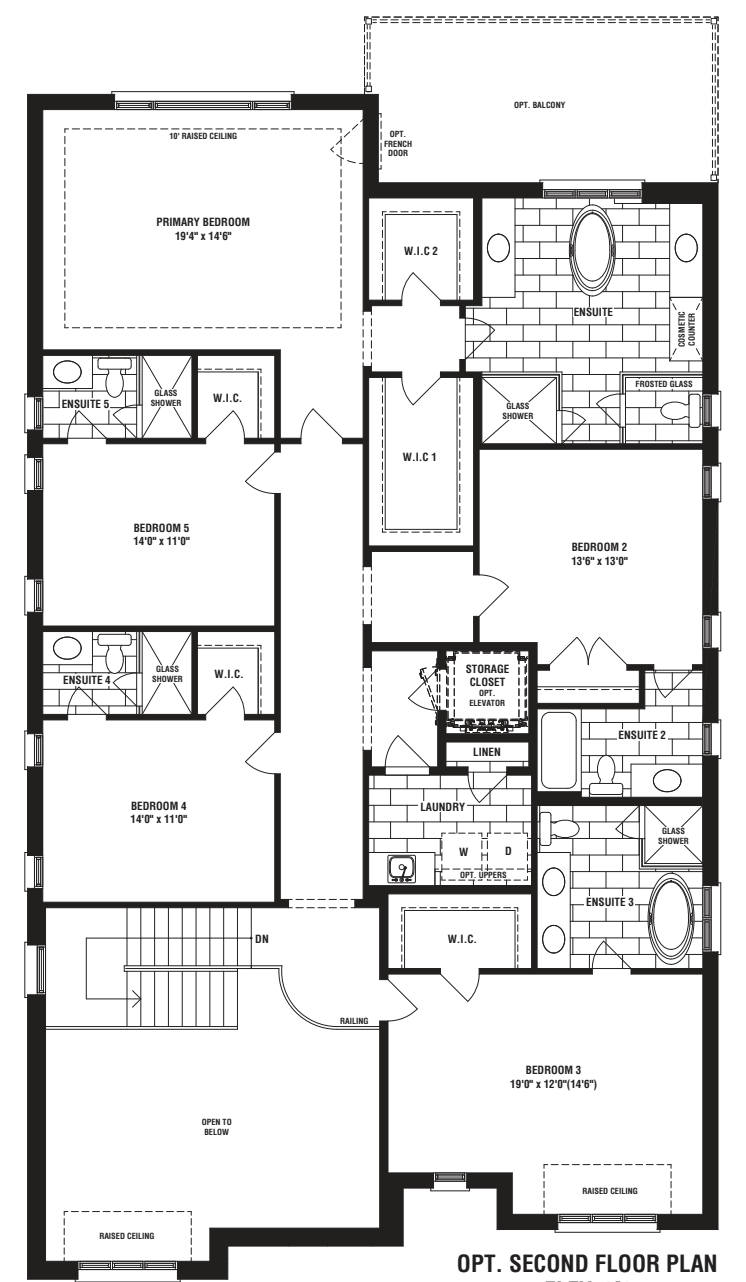 OPT. BALCONY
10' RAISED CEILING
OPT.
FRENCH
DOOR
PRIMARY BEDROOM
19'4" x 14'6"
W.I.C 2
ENSUITE
COSMETIC
COUNTER
ENSUITE 5
GLASS
SHOWER
W.I.C.
GLASS
SHOWER
FROSTED GLASS
W.I.C 1
BEDROOM 5
14'0" x 11'0"
BEDROOM 2
13'6" x 13'0"
ENSUITE 4
GLASS
SHOWER
W.I.C.
STORAGE
CLOSET
OPT.
ELEVATOR
LINEN
ENSUITE 2
BEDROOM 4
14'0" x 11'0"
LAUNDRY
W
D
OPT. UPPERS
GLASS
SHOWER
ENSUITE 3
DN
W.I.C.
RAILING
BEDROOM 3
19'0" x 12'0"(14'6")
OPEN TO
BELOW
RAISED CEILING
RAISED CEILING
OPT. SECOND FLOOR PLAN